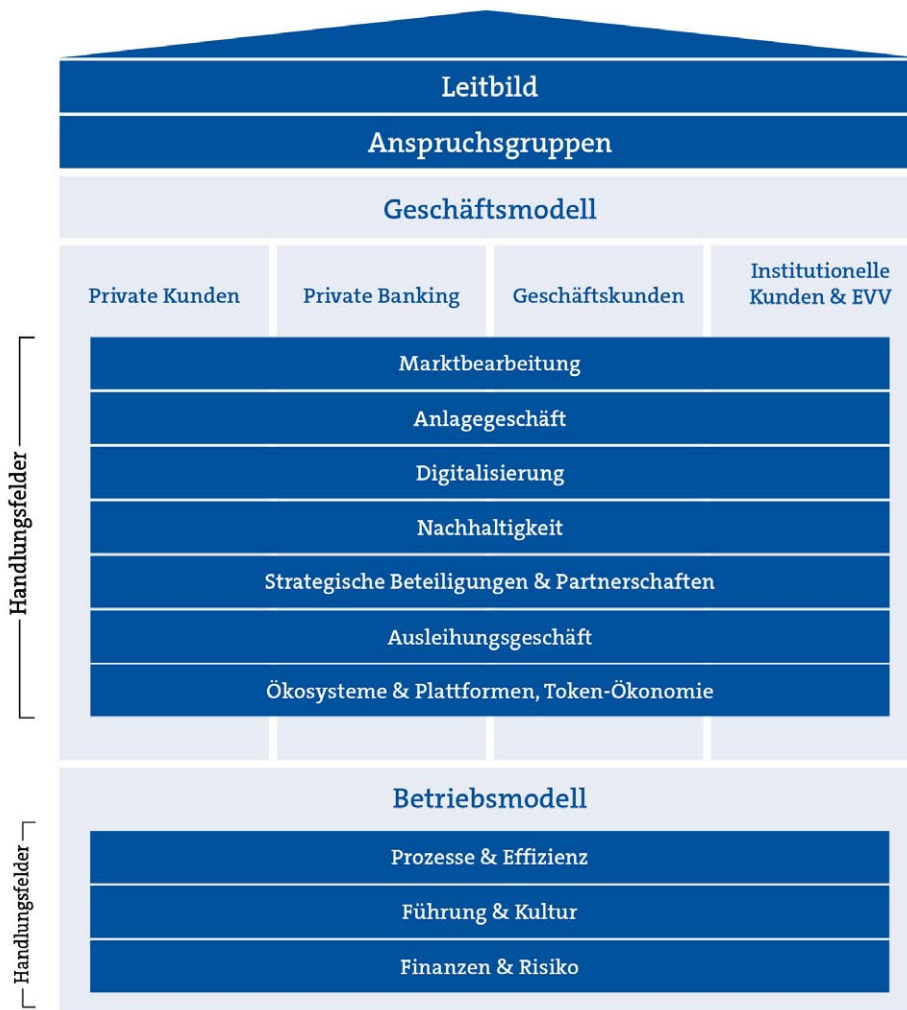 Leitbild
Anspruchsgruppen
Geschäftsmodell
Private Kunden
Private Banking
Geschäftskunden
Institutionelle
Kunden & EVV
Handlungsfelder
Marktbearbeitung
Anlagegeschäft
Digitalisierung
Nachhaltigkeit
Strategische Beteiligungen & Partnerschaften
Ausleihungsgeschäft
Ökosysteme & Plattformen, Token-Ökonomie
Betriebsmodell
Handlungsfelder
Prozesse & Effizienz
Führung & Kultur
Finanzen & Risiko